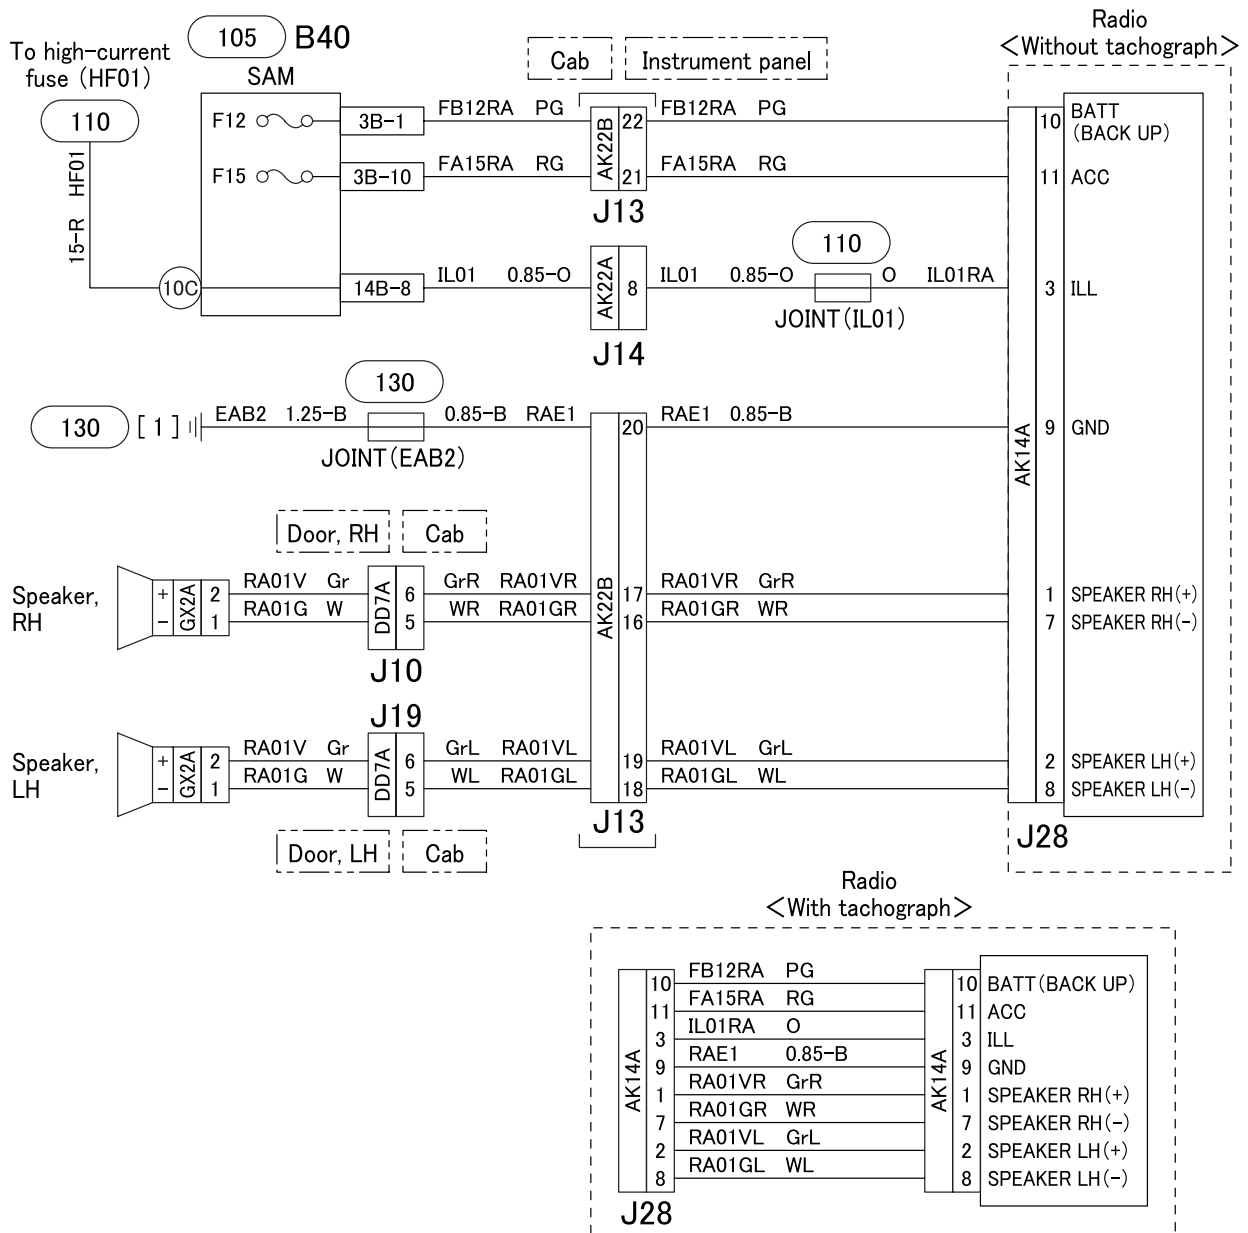 105 B40
To high-current
fuse (HF01)
110
HF01
15-R
10C
SAM
F12 3B-1 FB12RA PG
F15 3B-10 FA15RA RG
14B-8 IL01 0.85-O
Cab Instrument panel
AK22B 22 FB12RA PG
21 FA15RA RG
J13
AK22A 8 IL01 0.85-O
J14
110
O IL01RA
JOINT(IL01)
Radio
<Without tachograph>
10 BATT
(BACK UP)
11 ACC
3 ILL
AK14A
9 GND
1 SPEAKER RH(+)
7 SPEAKER RH(-)
2 SPEAKER LH(+)
8 SPEAKER LH(-)
J28
130 [1] EAB2 1.25-B
130
0.85-B RAE1
JOINT(EAB2)
20 RAE1 0.85-B
Door, RH Cab
Speaker,
RH
+ GX2A 2 RA01V Gr DD7A 6 GrR RA01VR AK22B 17 RA01VR GrR
- 1 RA01G W 5 WR RA01GR 16 RA01GR WR
J10
J19
Speaker,
LH
+ GX2A 2 RA01V Gr DD7A 6 GrL RA01VL 19 RA01VL GrL
- 1 RA01G W 5 WL RA01GL 18 RA01GL WL
J13
Door, LH Cab
Radio
<With tachograph>
AK14A AK14A
10 FB12RA PG 10 BATT(BACK UP)
11 FA15RA RG 11 ACC
3 IL01RA O 3 ILL
9 RAE1 0.85-B 9 GND
1 RA01VR GrR 1 SPEAKER RH(+)
7 RA01GR WR 7 SPEAKER RH(-)
2 RA01VL GrL 2 SPEAKER LH(+)
8 RA01GL WL 8 SPEAKER LH(-)
J28